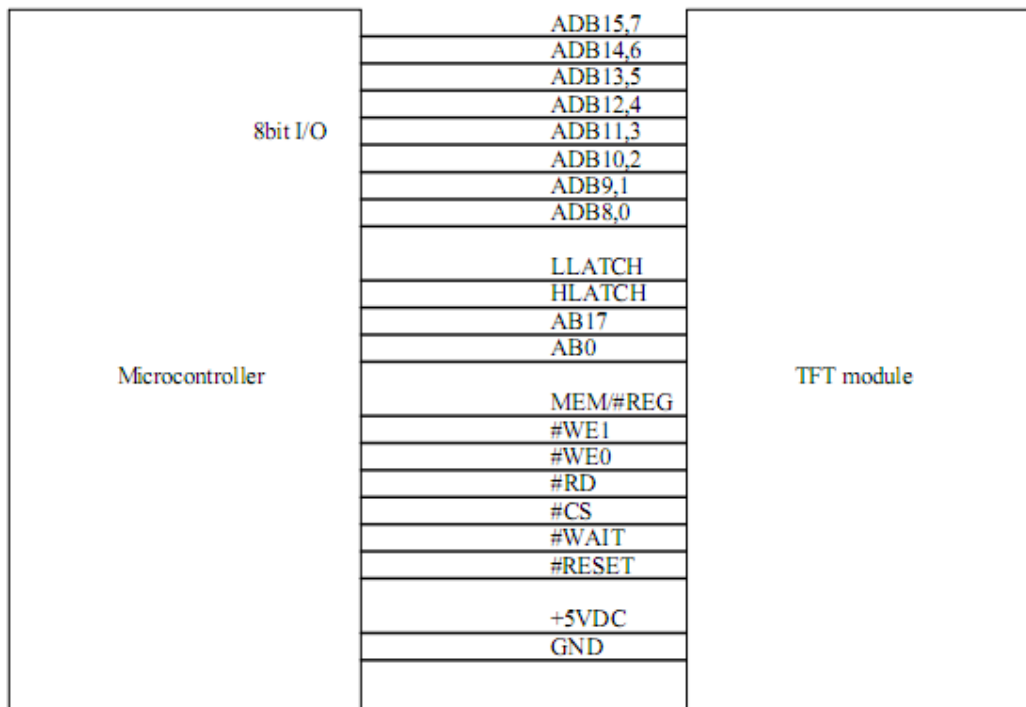 ADB15,7
ADB14,6
ADB13,5
ADB12,4
8bit I/O
ADB11,3
ADB10,2
ADB9,1
ADB8,0
LLATCH
HLATCH
AB17
AB0
Microcontroller
TFT module
MEM/#REG
#WE1
#WE0
#RD
#CS
#WAIT
#RESET
+5VDC
GND